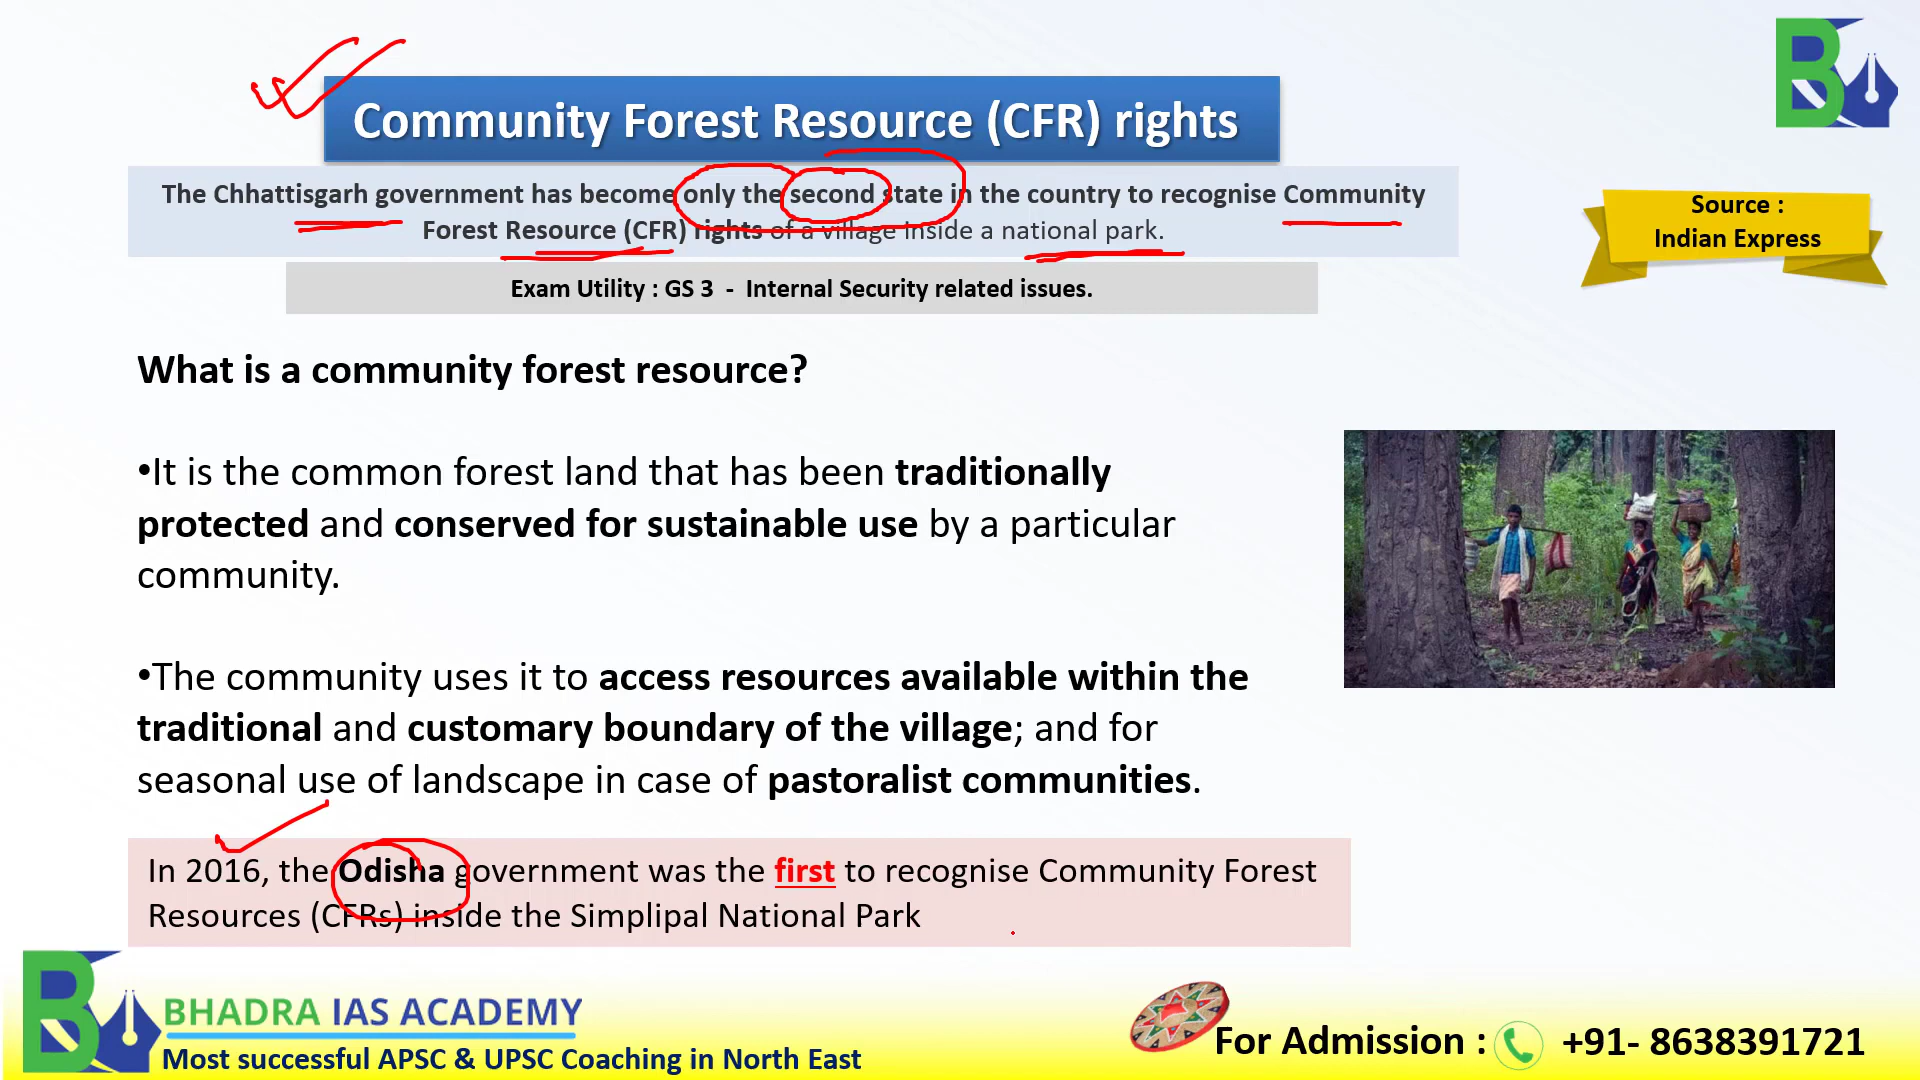 Community Forest Resource (CFR) rights
The Chhattisgarh government has become only the second state in the country to recognise Community
Forest Resource (CFR) rights of a village inside a national park.
Source :
Indian Express
Exam Utility : GS 3 - Internal Security related issues.
What is a community forest resource?
•It is the common forest land that has been traditionally
protected and conserved for sustainable use by a particular
community.
•The community uses it to access resources available within the
traditional and customary boundary of the village; and for
seasonal use of landscape in case of pastoralist communities.
In 2016, the Odisha government was the first to recognise Community Forest
Resources (CFRs) inside the Simplipal National Park
BHADRA IAS ACADEMY
Most successful APSC & UPSC Coaching in North East
For Admission : +91- 8638391721